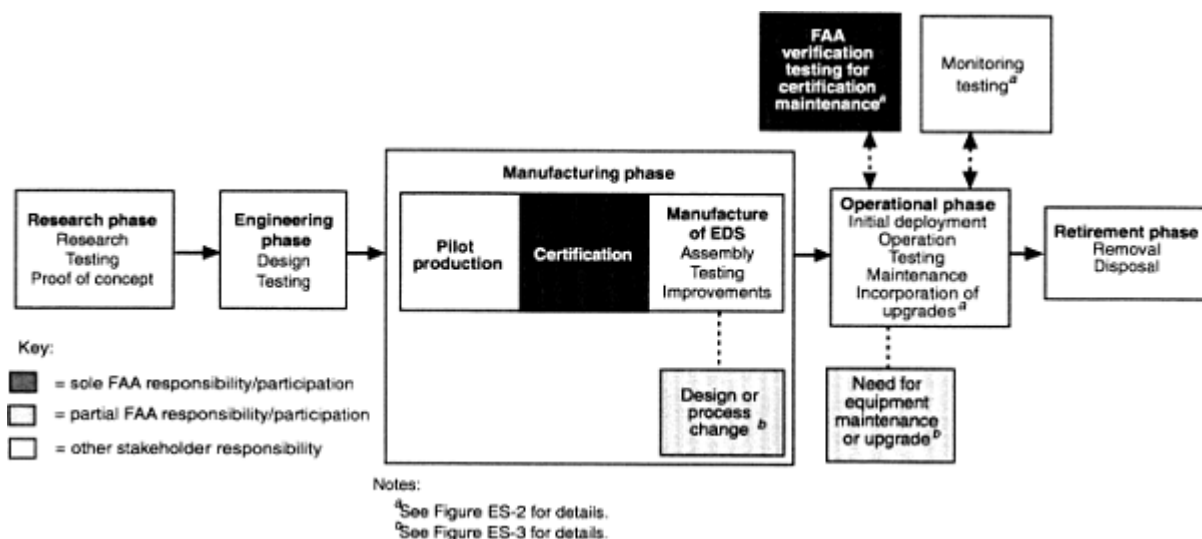 FAA
verification
testing for
certification
maintenance a
Monitoring
testing a
Manufacturing phase
Research phase
Research
Testing
Proof of concept
Engineering
phase
Design
Testing
Pilot
production
Certification
Manufacture
of EDS
Assembly
Testing
Improvements
Operational phase
Initial deployment
Operation
Testing
Maintenance
Incorporation of
upgrades a
Retirement phase
Removal
Disposal
Design or
process
change b
Need for
equipment
maintenance
or upgrade b
Key:
= sole FAA responsibility/participation
= partial FAA responsibility/participation
= other stakeholder responsibility
Notes:
a See Figure ES-2 for details.
b See Figure ES-3 for details.